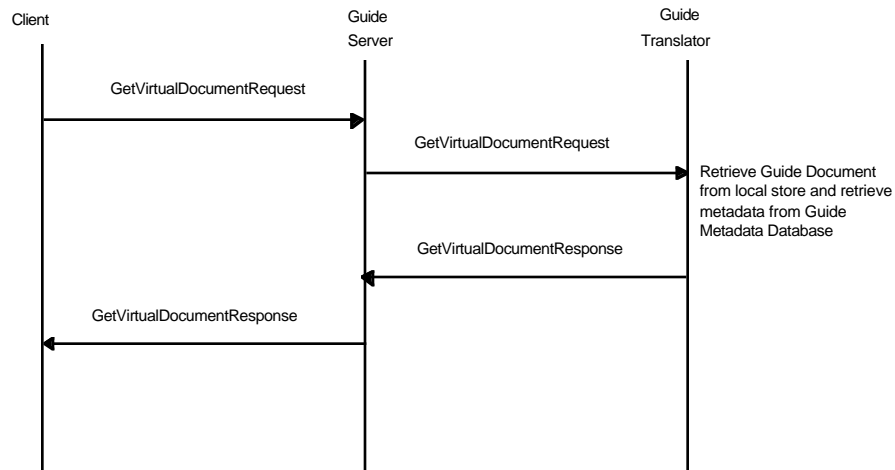 Client
Guide
Server
Guide
Translator
GetVirtualDocumentRequest
GetVirtualDocumentRequest
Retrieve Guide Document
from local store and retrieve
metadata from Guide
Metadata Database
GetVirtualDocumentResponse
GetVirtualDocumentResponse